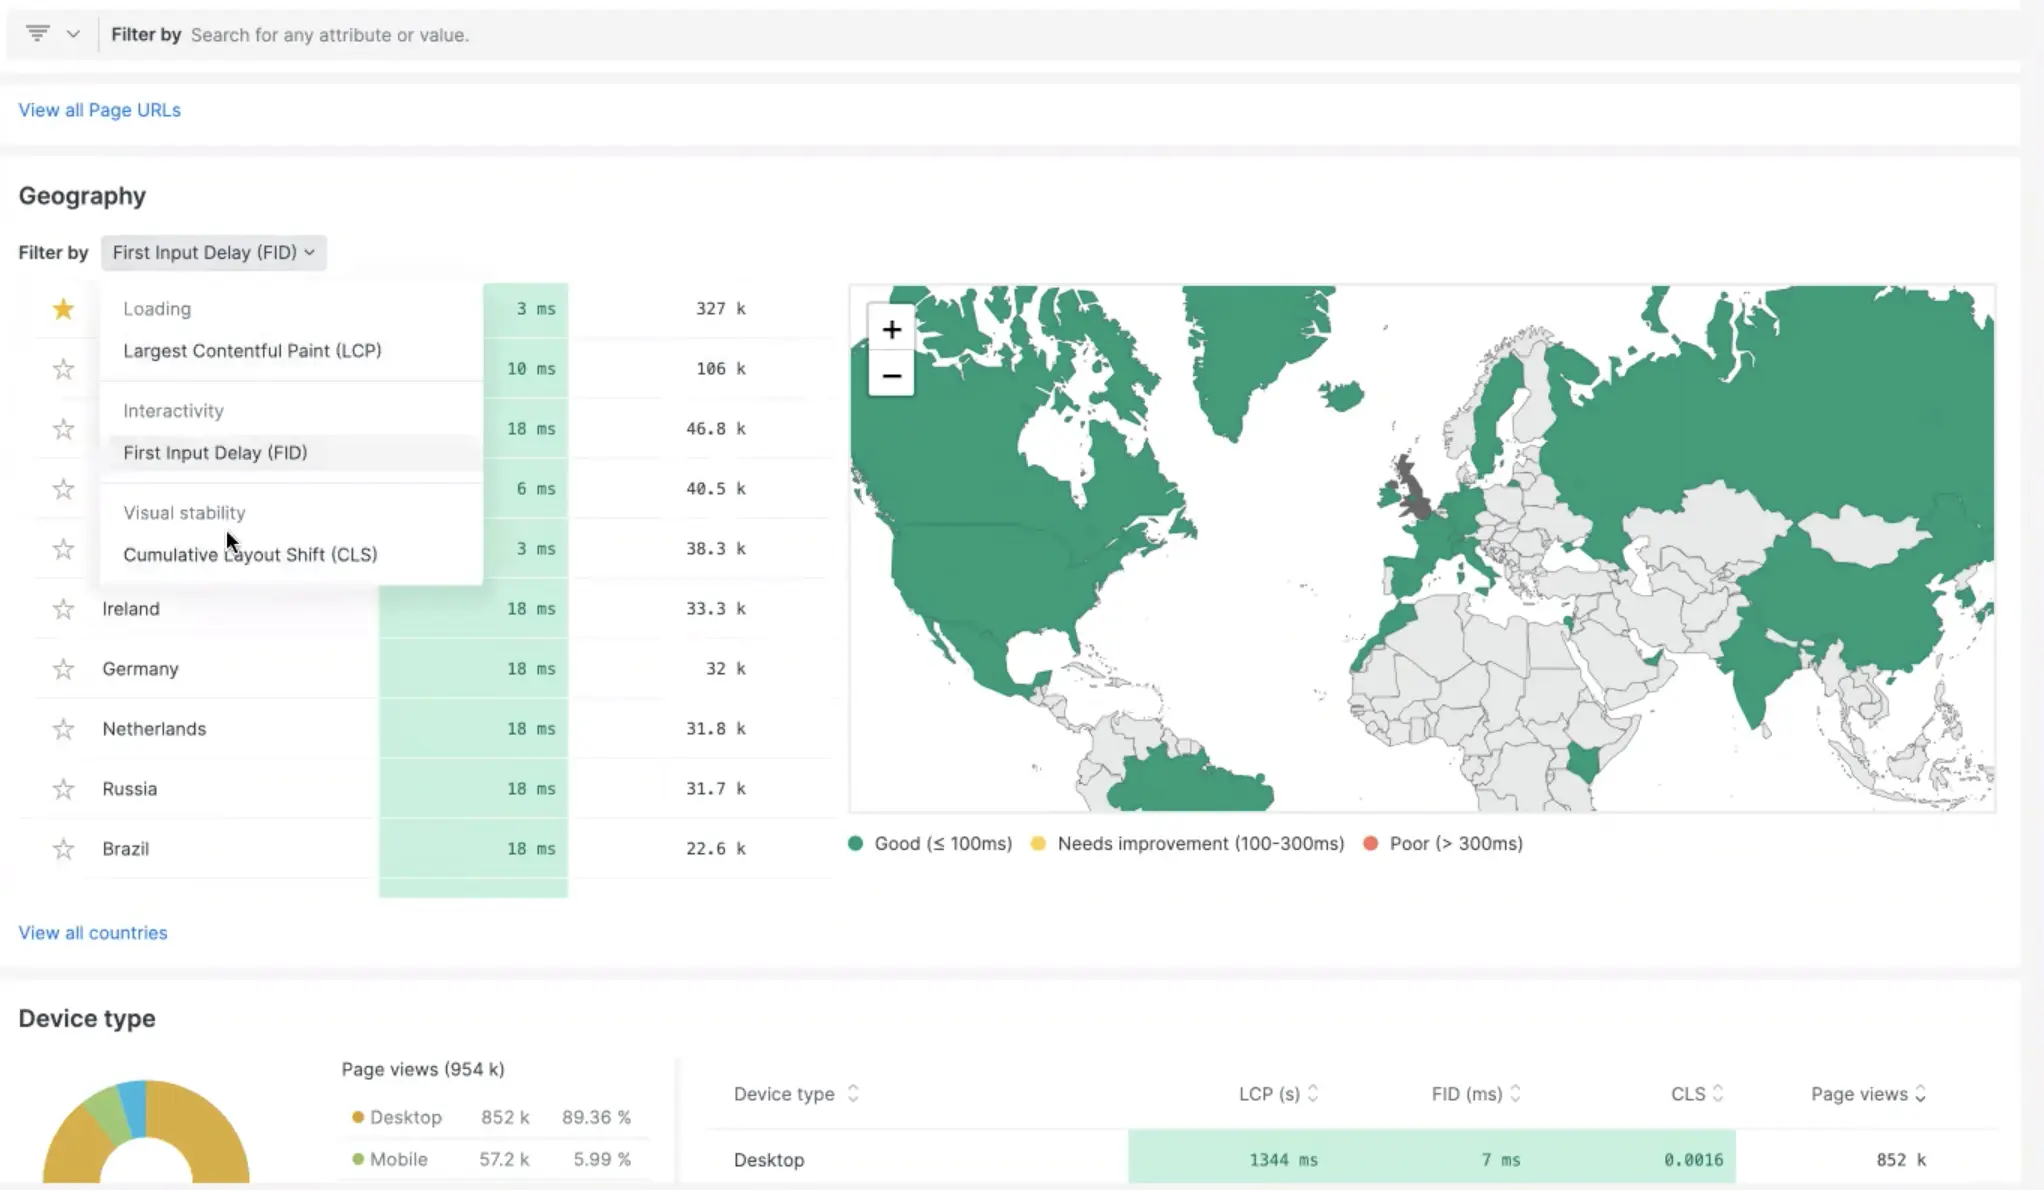 Filter by Search for any attribute or value.
View all Page URLs
Geography
Filter by First Input Delay (FID)
Loading
Largest Contentful Paint (LCP)
Interactivity
First Input Delay (FID)
Visual stability
Cumulative Layout Shift (CLS)
3 ms 327 k
10 ms 106 k
18 ms 46.8 k
6 ms 40.5 k
3 ms 38.3 k
Ireland 18 ms 33.3 k
Germany 18 ms 32 k
Netherlands 18 ms 31.8 k
Russia 18 ms 31.7 k
Brazil 18 ms 22.6 k
+
−
Good (≤ 100ms) Needs improvement (100-300ms) Poor (> 300ms)
View all countries
Device type
Page views (954 k)
Desktop 852 k 89.36 %
Mobile 57.2 k 5.99 %
Device type LCP (s) FID (ms) CLS Page views
Desktop 1344 ms 7 ms 0.0016 852 k